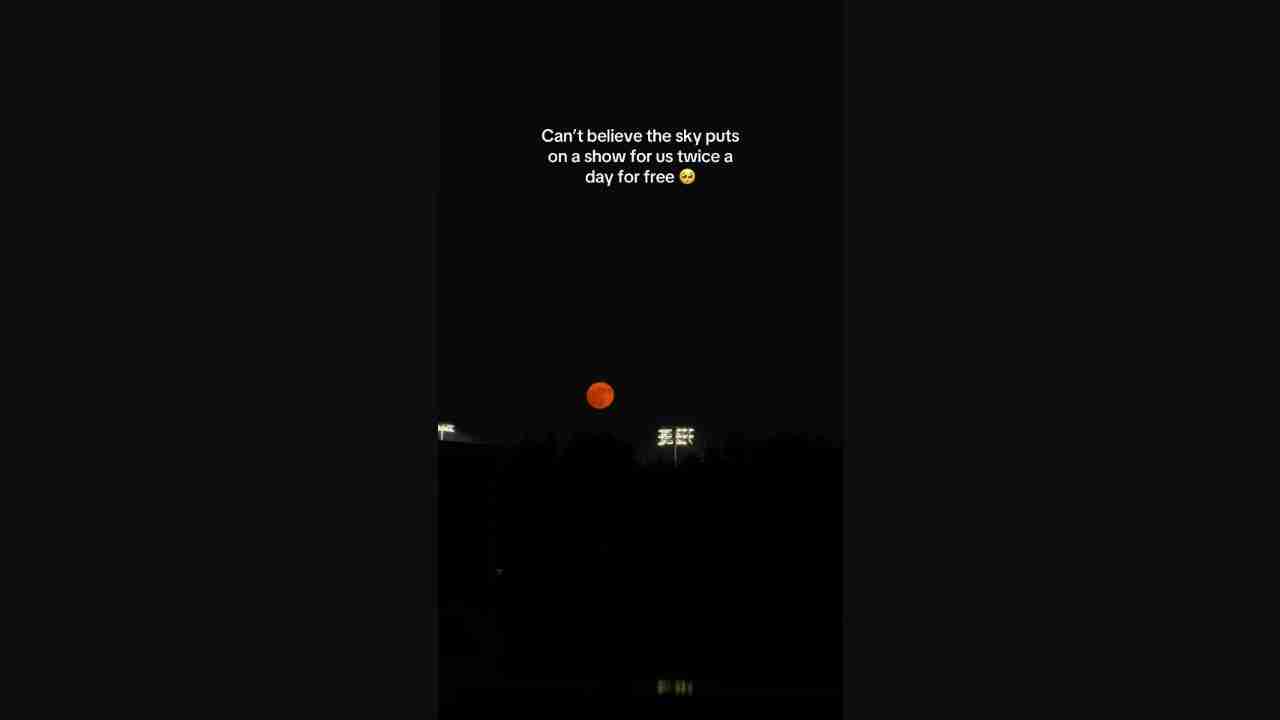 Can’t believe the sky puts
on a show for us twice a
day for free 🥺